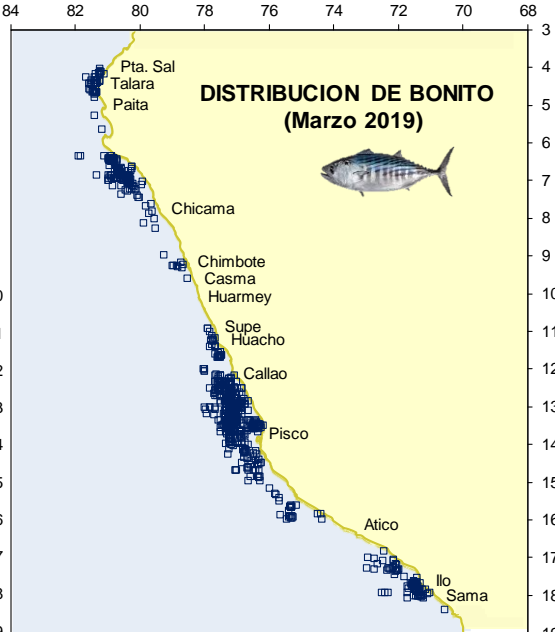 84 82 80 78 76 74 72 70 68
3
4
Pta. Sal
Talara
DISTRIBUCION DE BONITO
5
Paita
(Marzo 2019)
6
7
8
Chicama
9
Chimbote
Casma
10
Huarmey
11
Supe
Huacho
12
Callao
13
Pisco
14
15
16
Atico
17
Ilo
18
Sama